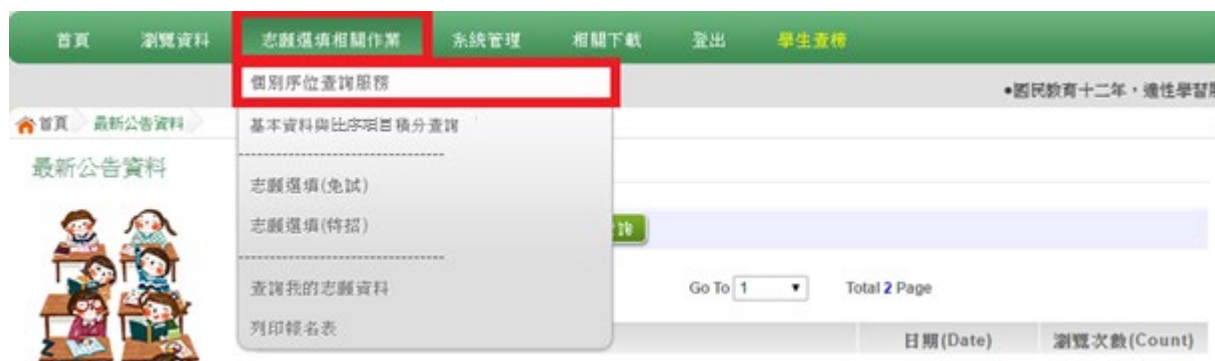 首頁 瀏覽資料 志願選填相關作業 系統管理 相關下載 登出 學生查榜
個別序位查詢服務
•國民教育十二年,適性學習
首頁 最新公告資料
基本資料與比序項目積分查詢
最新公告資料
志願選填(免試)
志願選填(特招)
詢
查詢我的志願資料
Go To 1 Total 2 Page
列印報名表
日期(Date) 瀏覽次數(Count)